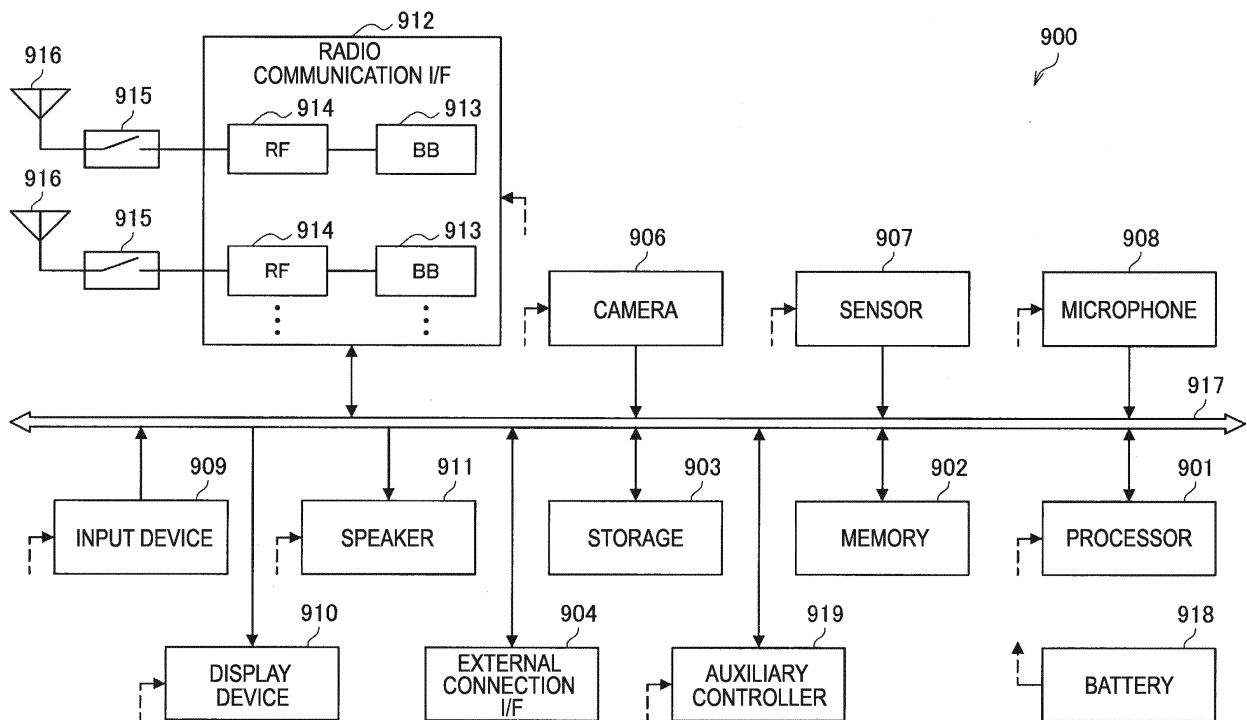 912
900
RADIO
COMMUNICATION I/F
916
915
914
913
RF
BB
916
915
914
913
RF
BB
906
907
908
CAMERA
SENSOR
MICROPHONE
917
909
911
903
902
901
INPUT DEVICE
SPEAKER
STORAGE
MEMORY
PROCESSOR
910
904
919
918
DISPLAY
DEVICE
EXTERNAL
CONNECTION
I/F
AUXILIARY
CONTROLLER
BATTERY